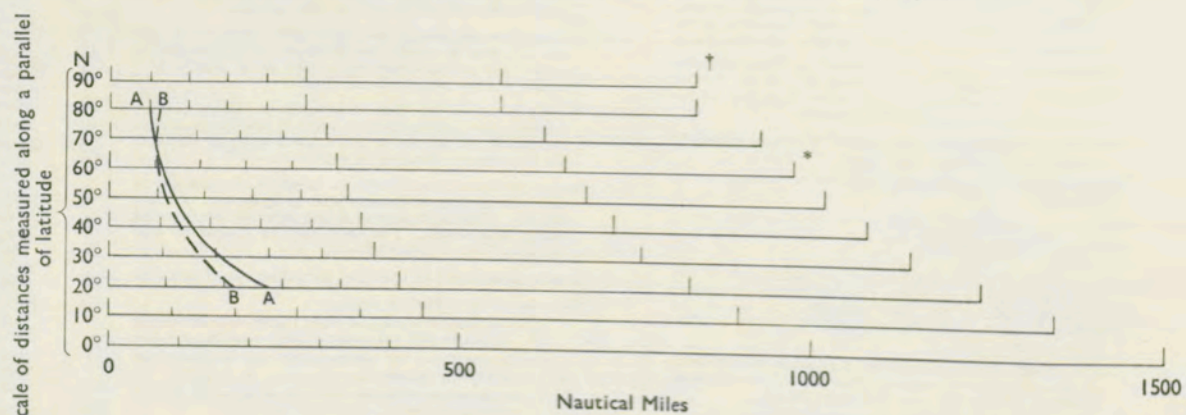 cale of distances measured along a parallel
of latitude
N
†
90°
A B
80°
70°
*
60°
50°
40°
30°
20°
B A
10°
0°
0 500 1000 1500
Nautical Miles